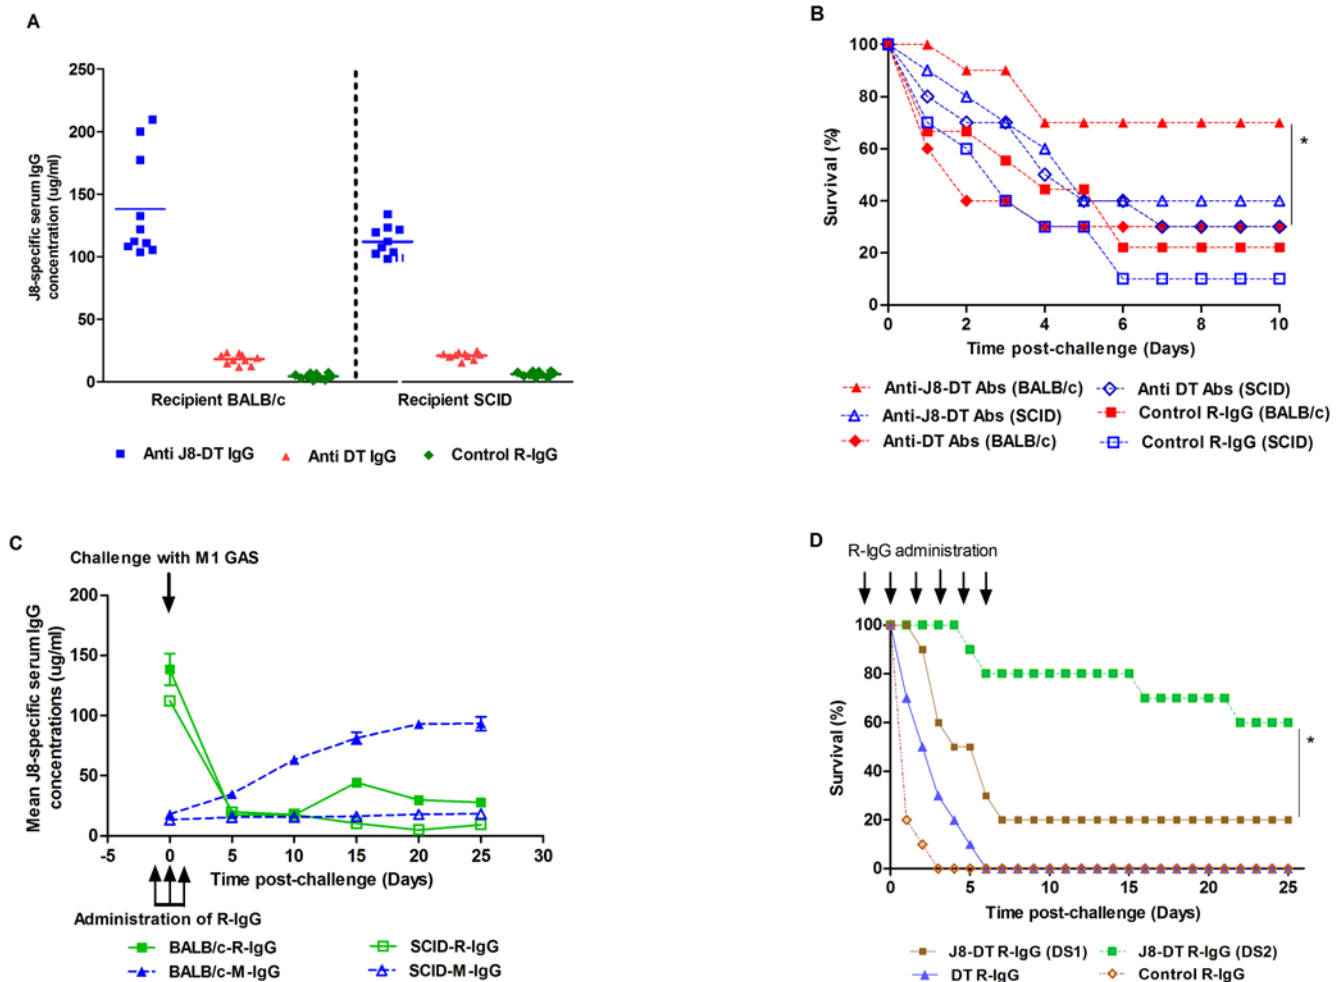 A
J8-specific serum IgG
concentration (ug/ml)
250
200
150
100
50
0
Recipient BALB/c
Recipient SCID
Anti J8-DT IgG
Anti DT IgG
Control R-IgG
B
Survival (%)
100
80
60
40
20
0
0 2 4 6 8 10
Time post-challenge (Days)
*
Anti-J8-DT Abs (BALB/c)
Anti DT Abs (SCID)
Anti-J8-DT Abs (SCID)
Control R-IgG (BALB/c)
Anti-DT Abs (BALB/c)
Control R-IgG (SCID)
C
Challenge with M1 GAS
Mean J8-specific serum IgG
concentrations (ug/ml)
200
150
100
50
0
-5 0 5 10 15 20 25 30
Time post-challenge (Days)
Administration of R-IgG
BALB/c-R-IgG
SCID-R-IgG
BALB/c-M-IgG
SCID-M-IgG
D
R-IgG administration
Survival (%)
100
80
60
40
20
0
0 5 10 15 20 25
Time post-challenge (Days)
*
J8-DT R-IgG (DS1)
J8-DT R-IgG (DS2)
DT R-IgG
Control R-IgG